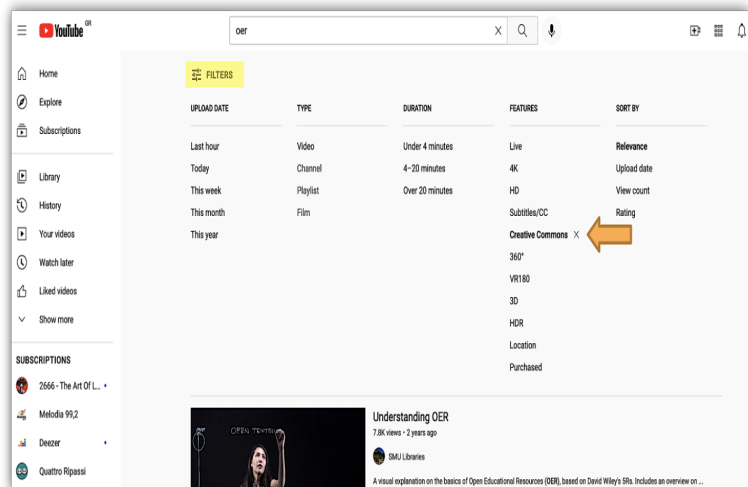 YouTube GR
oer
Home
Explore
Subscriptions
Library
History
Your videos
Watch later
Liked videos
Show more
SUBSCRIPTIONS
2666 - The Art Of L...
Melodia 99,2
Deezer
Quattro Ripassi
FILTERS
UPLOAD DATE
Last hour
Today
This week
This month
This year
TYPE
Video
Channel
Playlist
Film
DURATION
Under 4 minutes
4–20 minutes
Over 20 minutes
FEATURES
Live
4K
HD
Subtitles/CC
Creative Commons
360°
VR180
3D
HDR
Location
Purchased
SORT BY
Relevance
Upload date
View count
Rating
OPEN TEXTBOO
Understanding OER
7.8K views • 2 years ago
SMU Libraries
A visual explanation on the basics of Open Educational Resources (OER), based on David Wiley's 5Rs. Includes an overview on ...